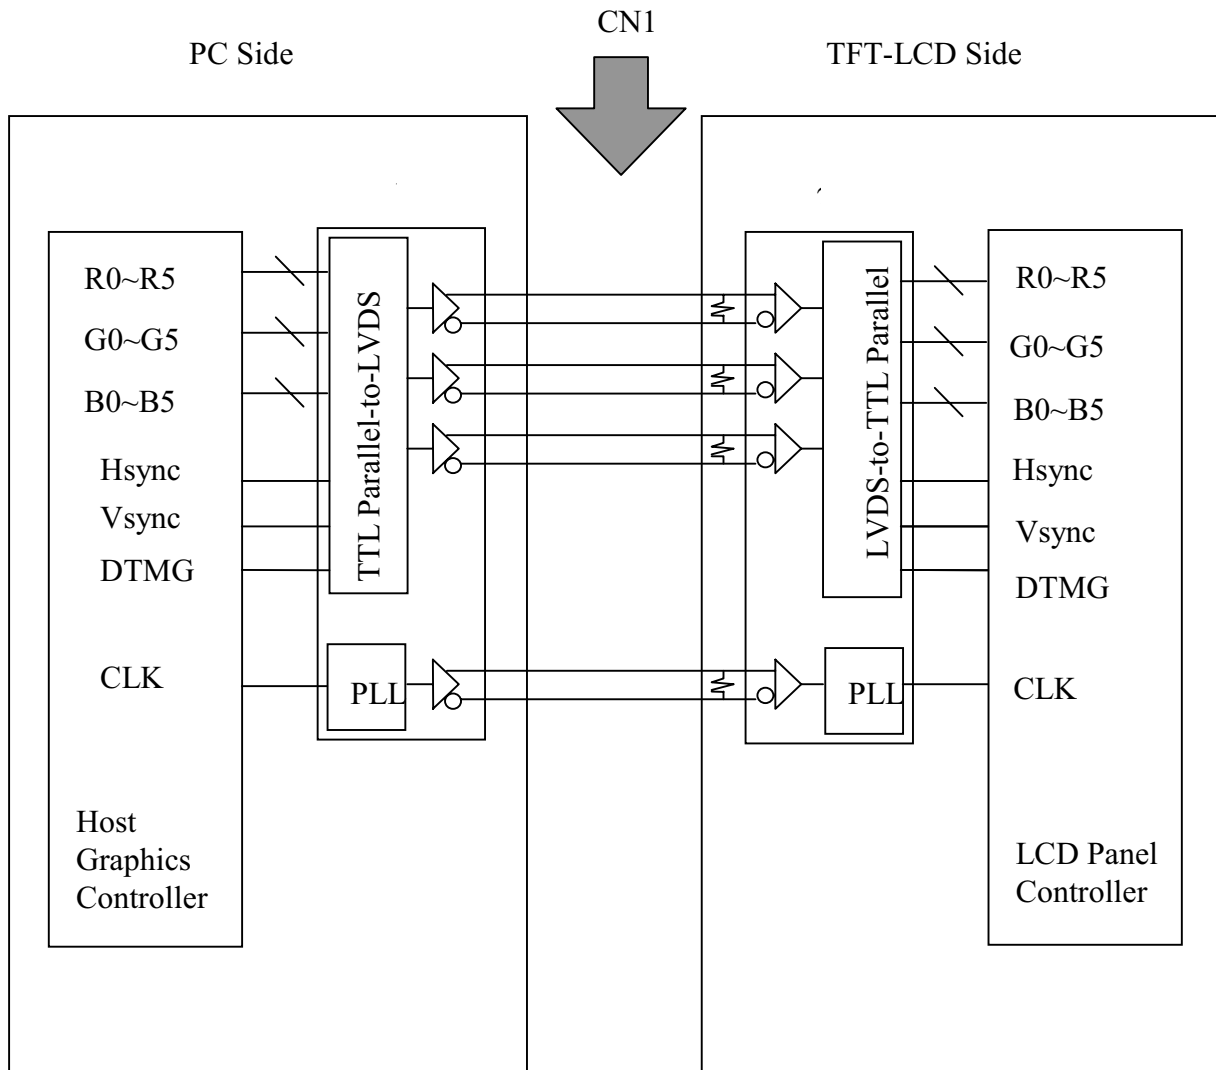 CN1
PC Side
TFT-LCD Side
R0~R5
G0~G5
B0~B5
Hsync
Vsync
DTMG
CLK
Host
Graphics
Controller
TTL Parallel-to-LVDS
PLL
LVDS-to-TTL Parallel
PLL
R0~R5
G0~G5
B0~B5
Hsync
Vsync
DTMG
CLK
LCD Panel
Controller